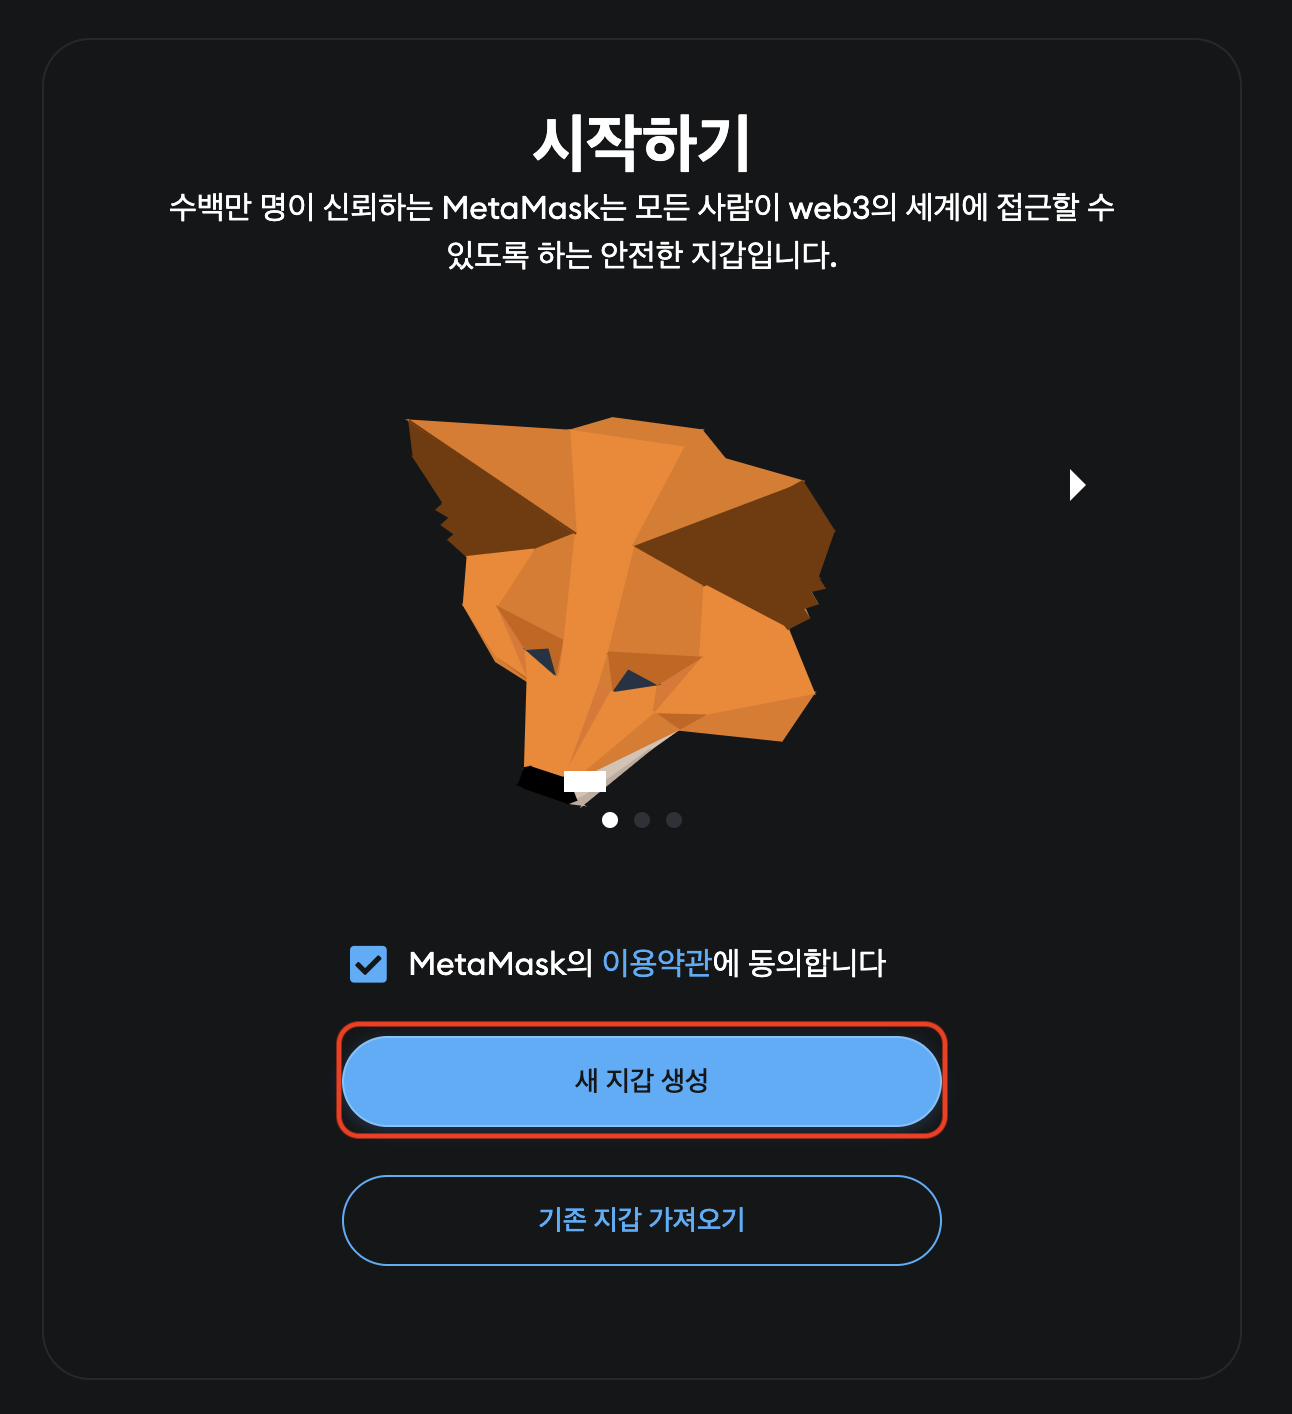 시작하기
수백만 명이 신뢰하는 MetaMask는 모든 사람이 web3의 세계에 접근할 수
있도록 하는 안전한 지갑입니다.
MetaMask의 이용약관에 동의합니다
새 지갑 생성
기존 지갑 가져오기